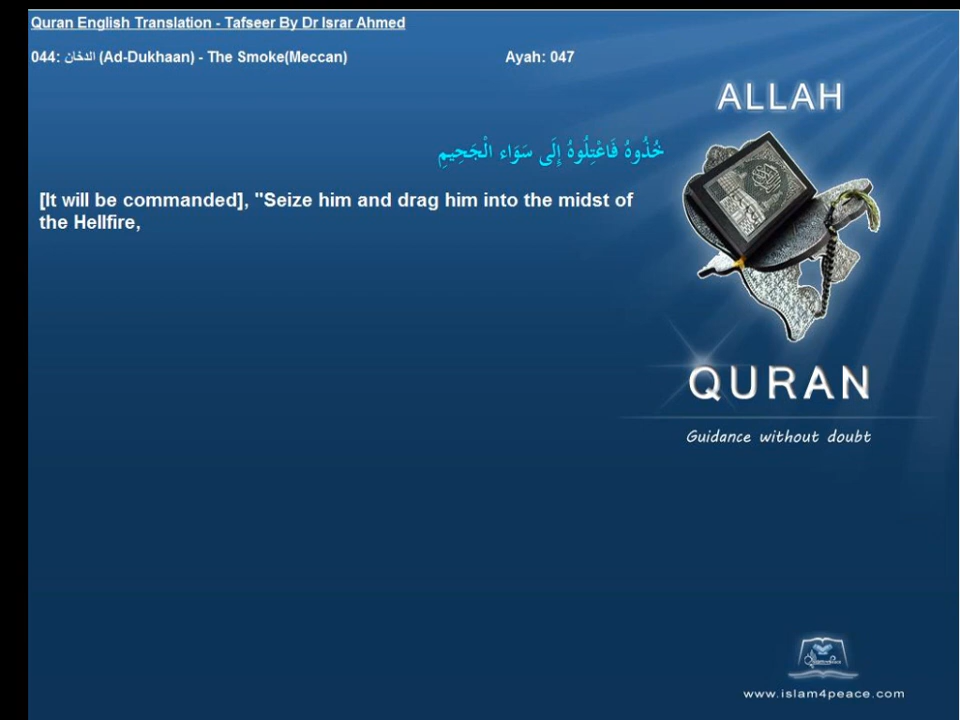 Quran English Translation - Tafseer By Dr Israr Ahmed
044: الدخان (Ad-Dukhaan) - The Smoke(Meccan) Ayah: 047
ALLAH
خُذُوهُ فَاعْتِلُوهُ إِلَى سَوَاء الْجَحِيمِ
[It will be commanded], "Seize him and drag him into the midst of
the Hellfire,
QURAN
Guidance without doubt
www.islam4peace.com